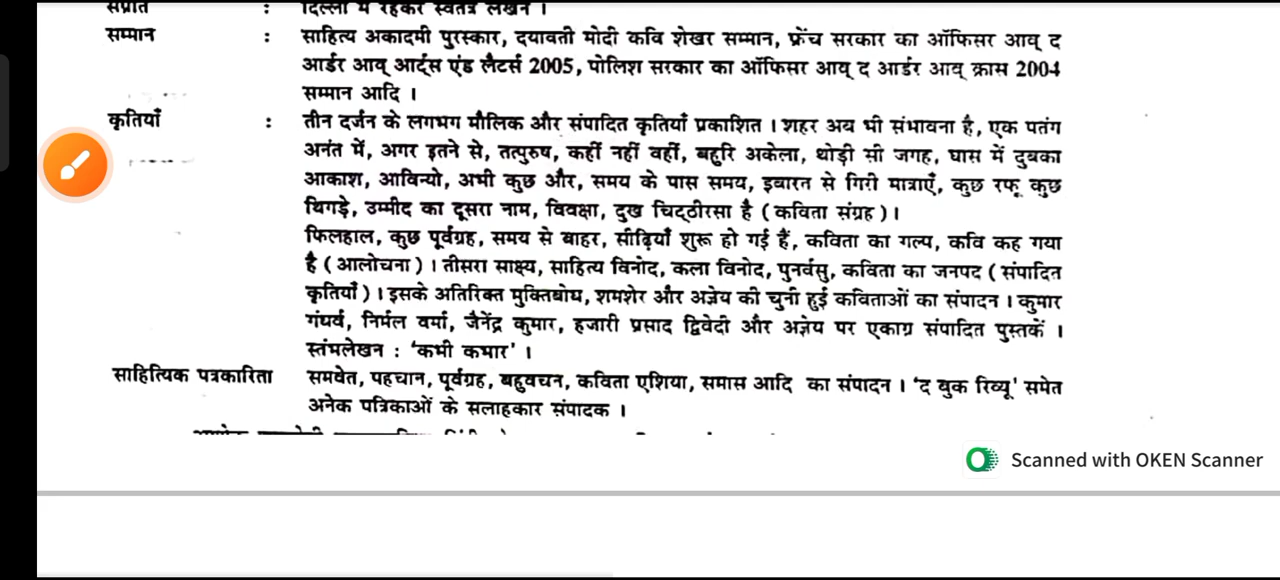 संप्रति : दिल्ली में रहकर स्वतंत्र लेखन ।
सम्मान : साहित्य अकादमी पुरस्कार, दयावती मोदी कवि शेखर सम्मान, फ्रेंच सरकार का ऑफिसर आव् द
आर्डर आव् आर्ट्स एंड लैटर्स 2005, पोलिश सरकार का ऑफिसर आव् द आर्डर आव् क्रास 2004
सम्मान आदि ।
कृतियाँ : तीन दर्जन के लगभग मौलिक और संपादित कृतियाँ प्रकाशित । शहर अब भी संभावना है, एक पतंग
अनंत में, अगर इतने से, तत्पुरुष, कहीं नहीं वहीं, बहुरि अकेला, थोड़ी सी जगह, घास में दुबका
आकाश, आविन्यो, अभी कुछ और, समय के पास समय, इबारत से गिरी मात्राएँ, कुछ रफू कुछ
थिगड़े, उम्मीद का दूसरा नाम, विवक्षा, दुख चिट्ठीरसा है (कविता संग्रह) ।
फिलहाल, कुछ पूर्वग्रह, समय से बाहर, सीढ़ियाँ शुरू हो गई हैं, कविता का गल्प, कवि कह गया
है (आलोचना) । तीसरा साक्ष्य, साहित्य विनोद, कला विनोद, पुनर्वसु, कविता का जनपद (संपादित
कृतियाँ) । इसके अतिरिक्त मुक्तिबोध, शमशेर और अज्ञेय की चुनी हुई कविताओं का संपादन । कुमार
गंधर्व, निर्मल वर्मा, जैनेंद्र कुमार, हजारी प्रसाद द्विवेदी और अज्ञेय पर एकाग्र संपादित पुस्तकें ।
स्तंभलेखन : 'कभी कभार' ।
साहित्यिक पत्रकारिता समवेत, पहचान, पूर्वग्रह, बहुवचन, कविता एशिया, समास आदि का संपादन । 'द बुक रिव्यू' समेत
अनेक पत्रिकाओं के सलाहकार संपादक ।
Scanned with OKEN Scanner